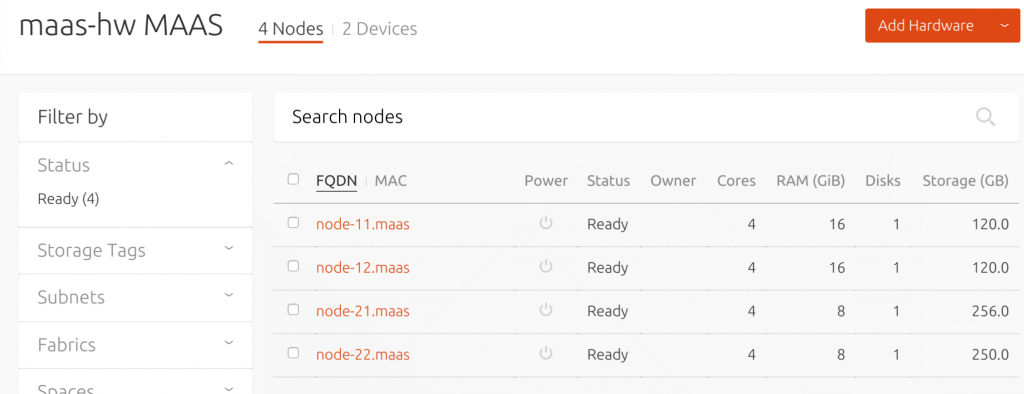 maas-hw MAAS 4 Nodes 2 Devices Add Hardware
Filter by
Search nodes
Status
Ready (4)
FQDN MAC Power Status Owner Cores RAM (GiB) Disks Storage (GB)
node-11.maas Ready 4 16 1 120.0
Storage Tags
node-12.maas Ready 4 16 1 120.0
Subnets
node-21.maas Ready 4 8 1 256.0
Fabrics
node-22.maas Ready 4 8 1 250.0
Spaces